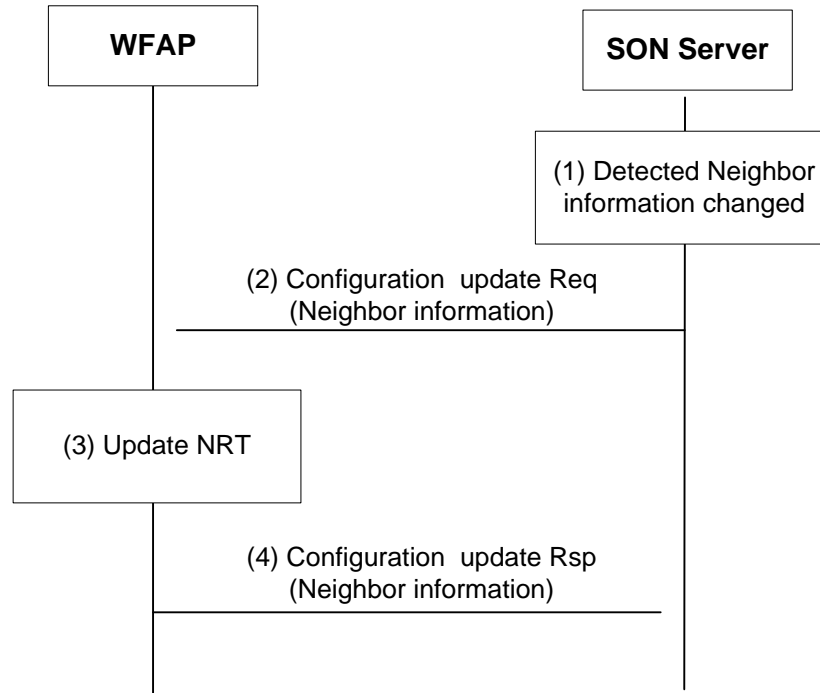 WFAP
SON Server
(1) Detected Neighbor
information changed
(2) Configuration update Req
(Neighbor information)
(3) Update NRT
(4) Configuration update Rsp
(Neighbor information)